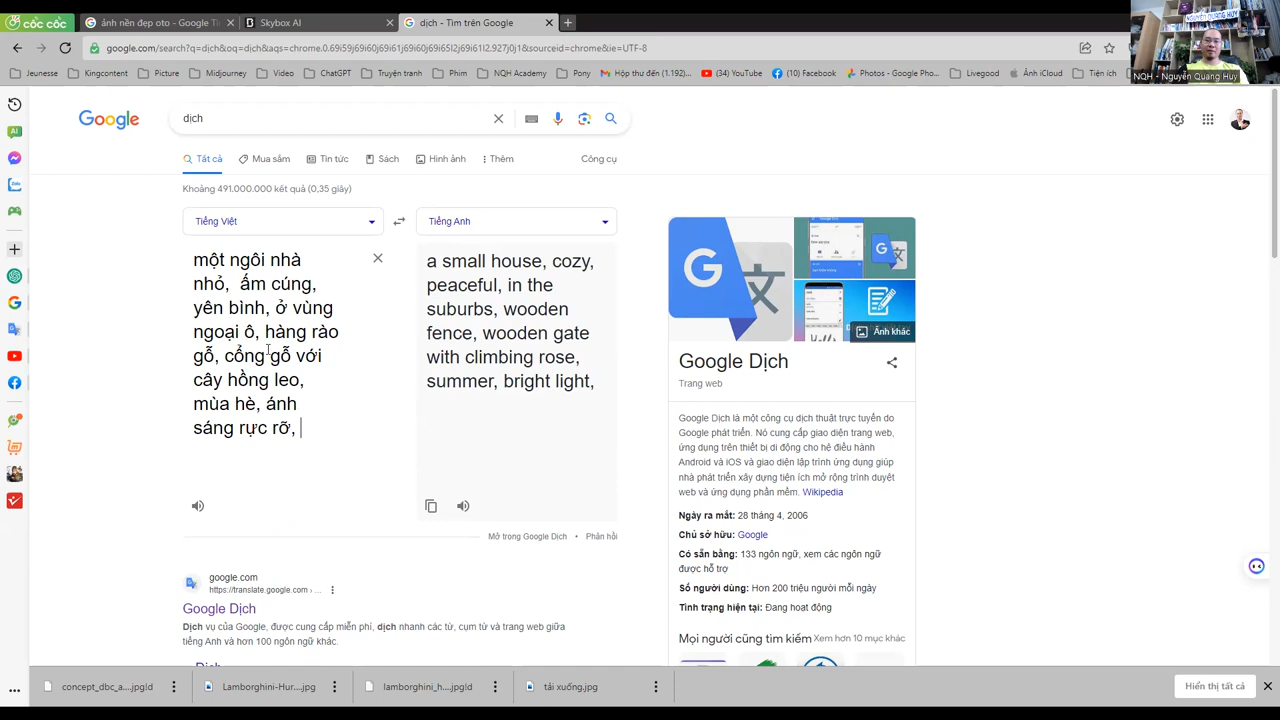 cốc cốc
ảnh nền đẹp oto - Google Tì
Skybox AI
dịch - Tìm trên Google
google.com/search?q=dịch&oq=dịch&aqs=chrome.0.69i59j69i60j69i61j69i60j69i65l2j69i61l2.927j0j1&sourceid=chrome&ie=UTF-8
Jeunesse
Kingcontent
Picture
Midjourney
Video
ChatGPT
Truyện tranh
Phim
NQH Academy
Pony
Hộp thư đến (1.192)...
(34) YouTube
(10) Facebook
Photos - Google Pho...
Livegood
Ảnh iCloud
Tiện ích
NGUYỄN QUANG HUY
NQH - Nguyễn Quang Huy
Google
dịch
Tất cả
Mua sắm
Tin tức
Sách
Hình ảnh
Thêm
Công cụ
Khoảng 491.000.000 kết quả (0,35 giây)
Tiếng Việt
Tiếng Anh
một ngôi nhà
nhỏ, ấm cúng,
yên bình, ở vùng
ngoại ô, hàng rào
gỗ, cổng gỗ với
cây hồng leo,
mùa hè, ánh
sáng rực rỡ,
a small house, cozy,
peaceful, in the
suburbs, wooden
fence, wooden gate
with climbing rose,
summer, bright light,
Mở trong Google Dịch • Phản hồi
google.com
https://translate.google.com › ...
Google Dịch
Dịch vụ của Google, được cung cấp miễn phí, dịch nhanh các từ, cụm từ và trang web giữa
tiếng Anh và hơn 100 ngôn ngữ khác.
Dịch
Ảnh khác
Google Dịch
Trang web
Google Dịch là một công cụ dịch thuật trực tuyến do
Google phát triển. Nó cung cấp giao diện trang web,
ứng dụng trên thiết bị di động cho hệ điều hành
Android và iOS và giao diện lập trình ứng dụng giúp
nhà phát triển xây dựng tiện ích mở rộng trình duyệt
web và ứng dụng phần mềm. Wikipedia
Ngày ra mắt: 28 tháng 4, 2006
Chủ sở hữu: Google
Có sẵn bằng: 133 ngôn ngữ, xem các ngôn ngữ
được hỗ trợ
Số người dùng: Hơn 200 triệu người mỗi ngày
Tình trạng hiện tại: Đang hoạt động
Mọi người cũng tìm kiếm
Xem hơn 10 mục khác
concept_dbc_a....jpgId
Lamborghini-Hur....jpg
lamborghini_h....jpgId
tải xuống.jpg
Hiển thị tất cả